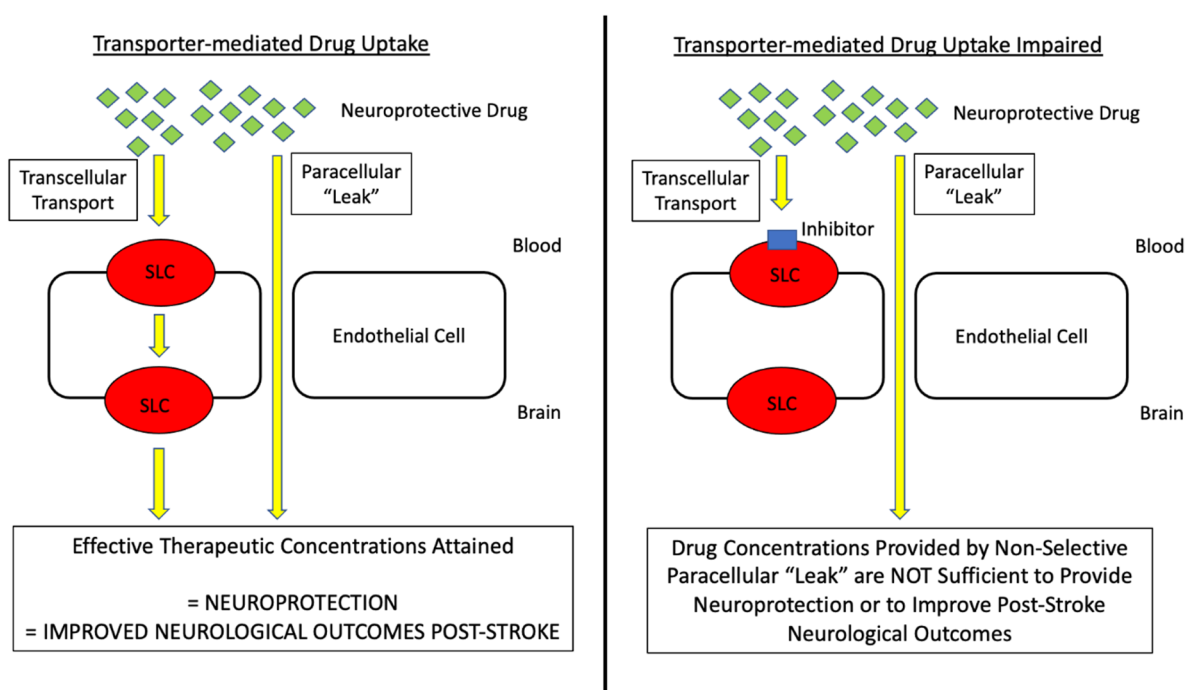 Transporter-mediated Drug Uptake
Neuroprotective Drug
Transcellular
Transport
Paracellular
“Leak”
Blood
SLC
Endothelial Cell
SLC
Brain
Effective Therapeutic Concentrations Attained
= NEUROPROTECTION
= IMPROVED NEUROLOGICAL OUTCOMES POST-STROKE
Transporter-mediated Drug Uptake Impaired
Neuroprotective Drug
Transcellular
Transport
Paracellular
“Leak”
Inhibitor
Blood
SLC
Endothelial Cell
SLC
Brain
Drug Concentrations Provided by Non-Selective
Paracellular “Leak” are NOT Sufficient to Provide
Neuroprotection or to Improve Post-Stroke
Neurological Outcomes